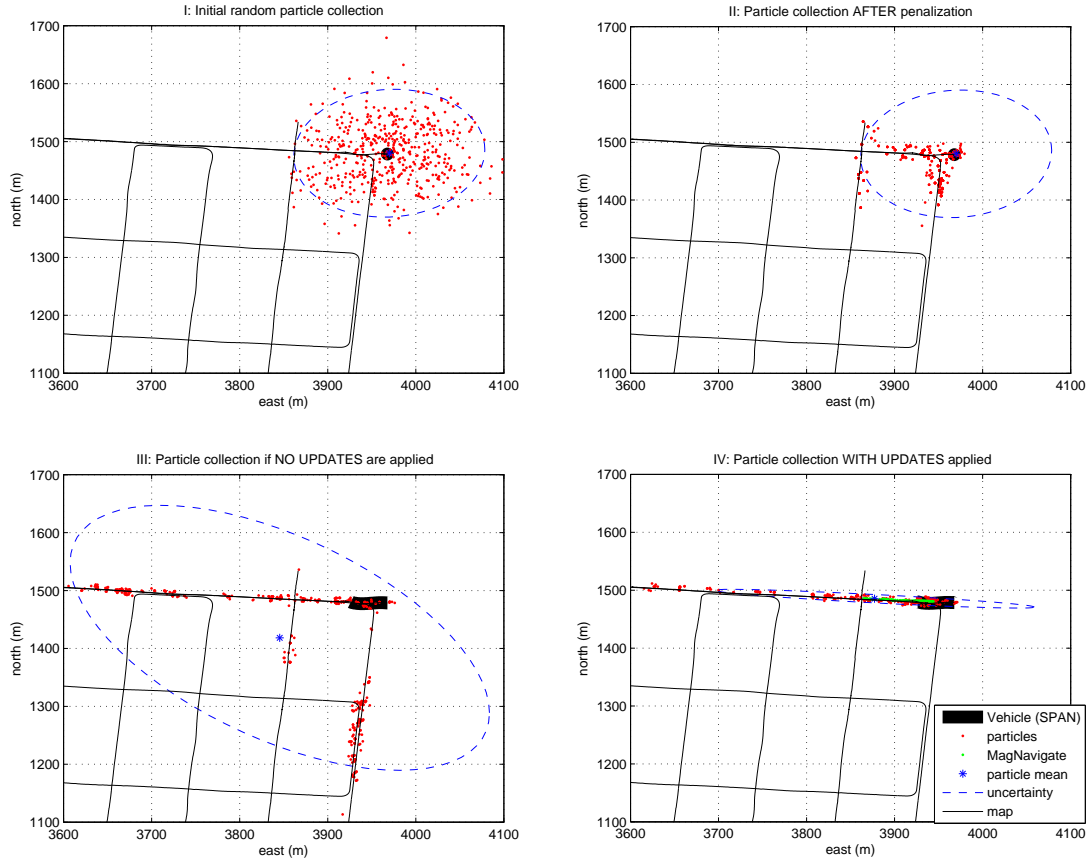 I: Initial random particle collection
1700
1600
1500
1400
1300
1200
1100
north (m)
3600 3700 3800 3900 4000 4100
east (m)
II: Particle collection AFTER penalization
1700
1600
1500
1400
1300
1200
1100
north (m)
3600 3700 3800 3900 4000 4100
east (m)
III: Particle collection if NO UPDATES are applied
1700
1600
1500
1400
1300
1200
1100
north (m)
3600 3700 3800 3900 4000 4100
east (m)
IV: Particle collection WITH UPDATES applied
1700
1600
1500
1400
1300
1200
1100
north (m)
3600 3700 3800 3900 4000 4100
east (m)
Vehicle (SPAN)
particles
MagNavigate
particle mean
uncertainty
map